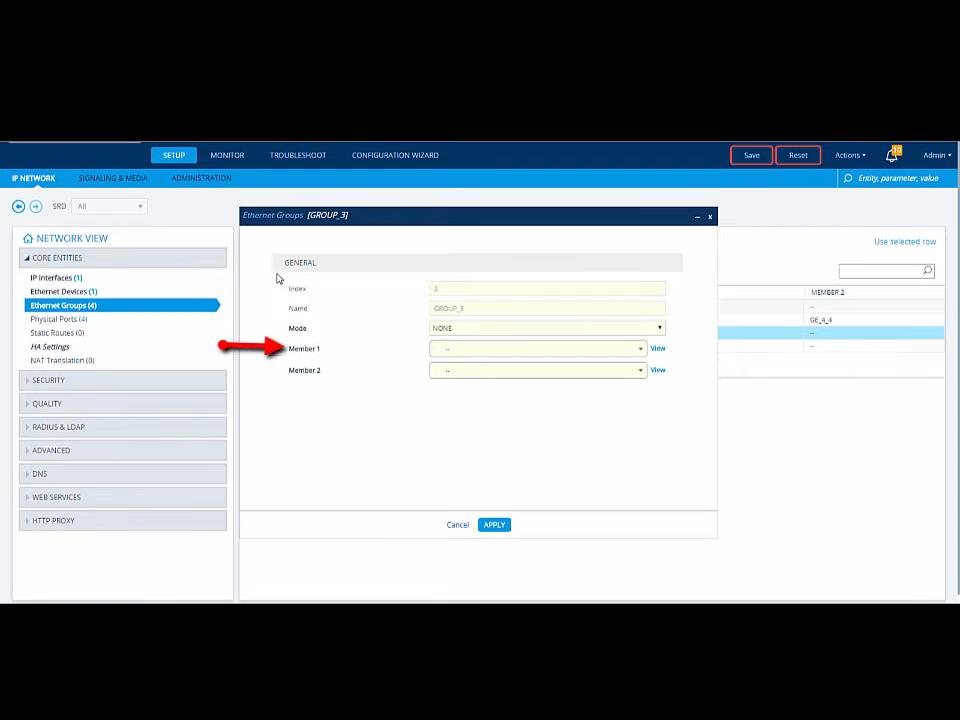 SETUP MONITOR TROUBLESHOOT CONFIGURATION WIZARD Save Reset Actions 10 Admin
IP NETWORK SIGNALING & MEDIA ADMINISTRATION Entity, parameter, value
SRD All
NETWORK VIEW
CORE ENTITIES
IP Interfaces (1)
Ethernet Devices (1)
Ethernet Groups (4)
Physical Ports (4)
Static Routes (0)
HA Settings
NAT Translation (0)
SECURITY
QUALITY
RADIUS & LDAP
ADVANCED
DNS
WEB SERVICES
HTTP PROXY
Ethernet Groups [GROUP_3] – x
GENERAL
Index 2
Name GROUP_3
Mode NONE
Member 1 -- View
Member 2 -- View
Cancel APPLY
Use selected row
MEMBER 2
--
GE_4_4
--
--